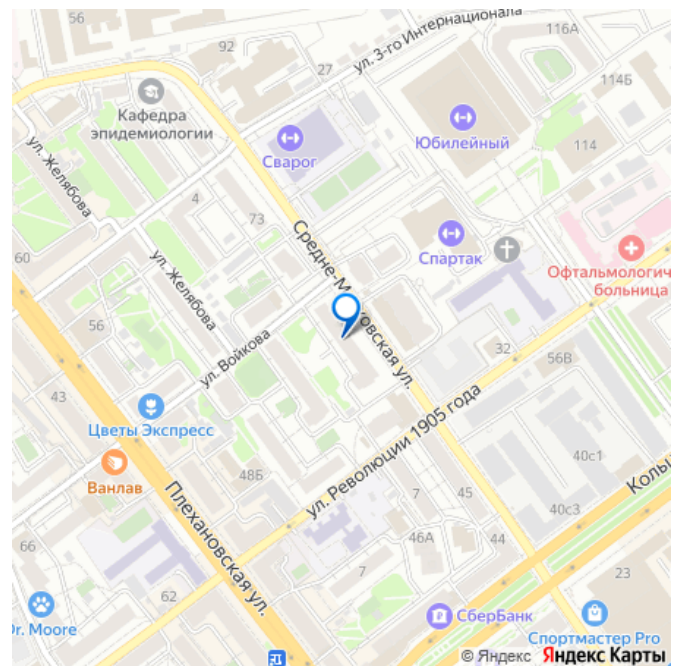 56
92
116А
ул. 3-го Интернационала
27
114Б
Кафедра
эпидемиологии
Юбилейный
Сварог
114
ул. Желябова
4
73
Средне-М
овская ул.
Спартак
60
Офтальмологич
больница
ул. Желябова
56
ул. Войкова
32
56В
43
Цветы Экспресс
ул. Революции 1905 года
Ванлав
48Б
40с1
Колы
Плехановская ул.
7
45
40с3
66
46А
44
7
62
23
Dr. Moore
СберБанк
Спортмастер Pro
© Яндекс Яндекс Карты